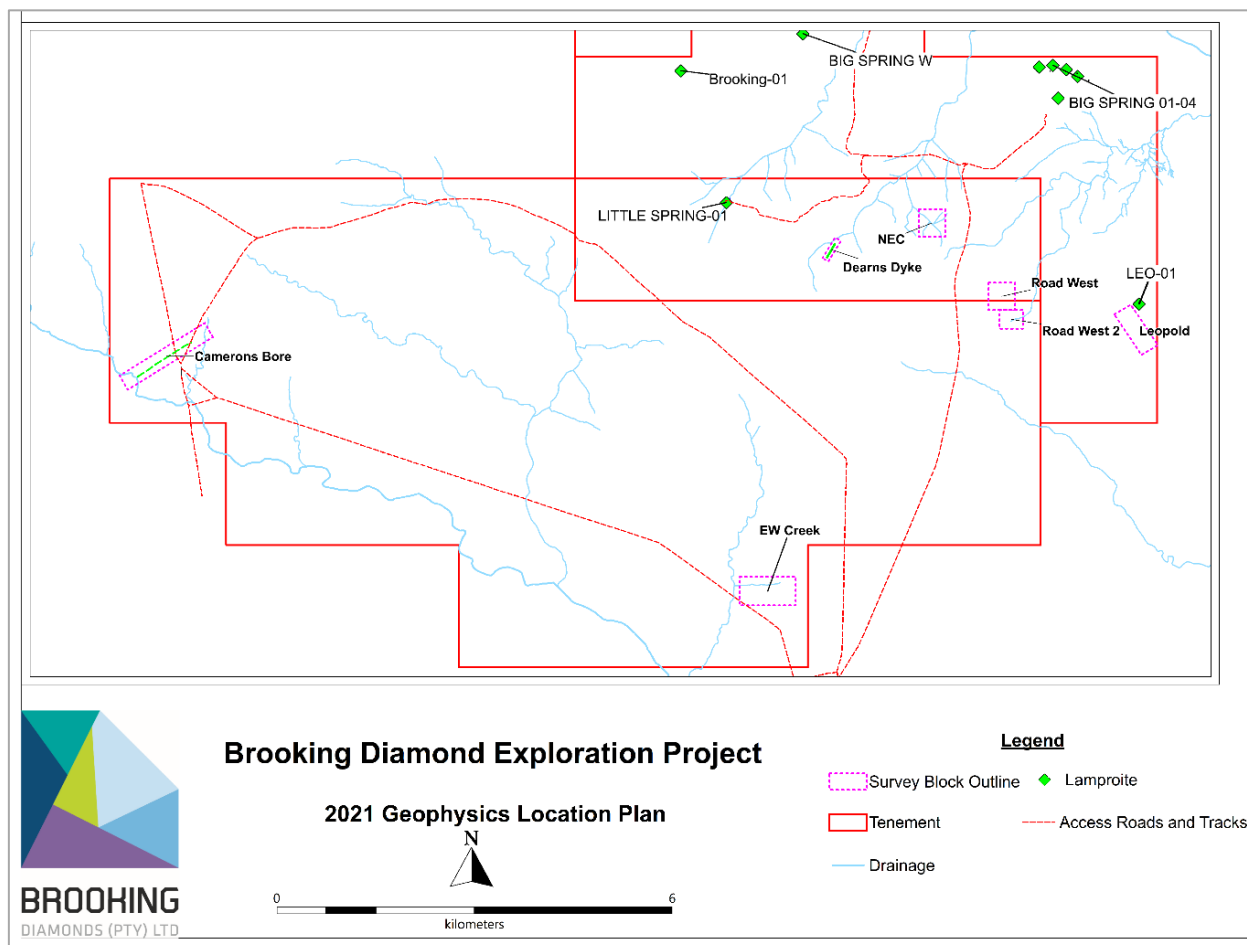 BIG SPRING W
Brooking-01
BIG SPRING 01-04
LITTLE SPRING-01
NEC
Dearns Dyke
LEO-01
Road West
Road West 2
Leopold
Camerons Bore
EW Creek
Brooking Diamond Exploration Project
2021 Geophysics Location Plan
N
0 6
kilometers
Legend
Survey Block Outline
Lamproite
Tenement
Access Roads and Tracks
Drainage
BROOKING
DIAMONDS (PTY) LTD